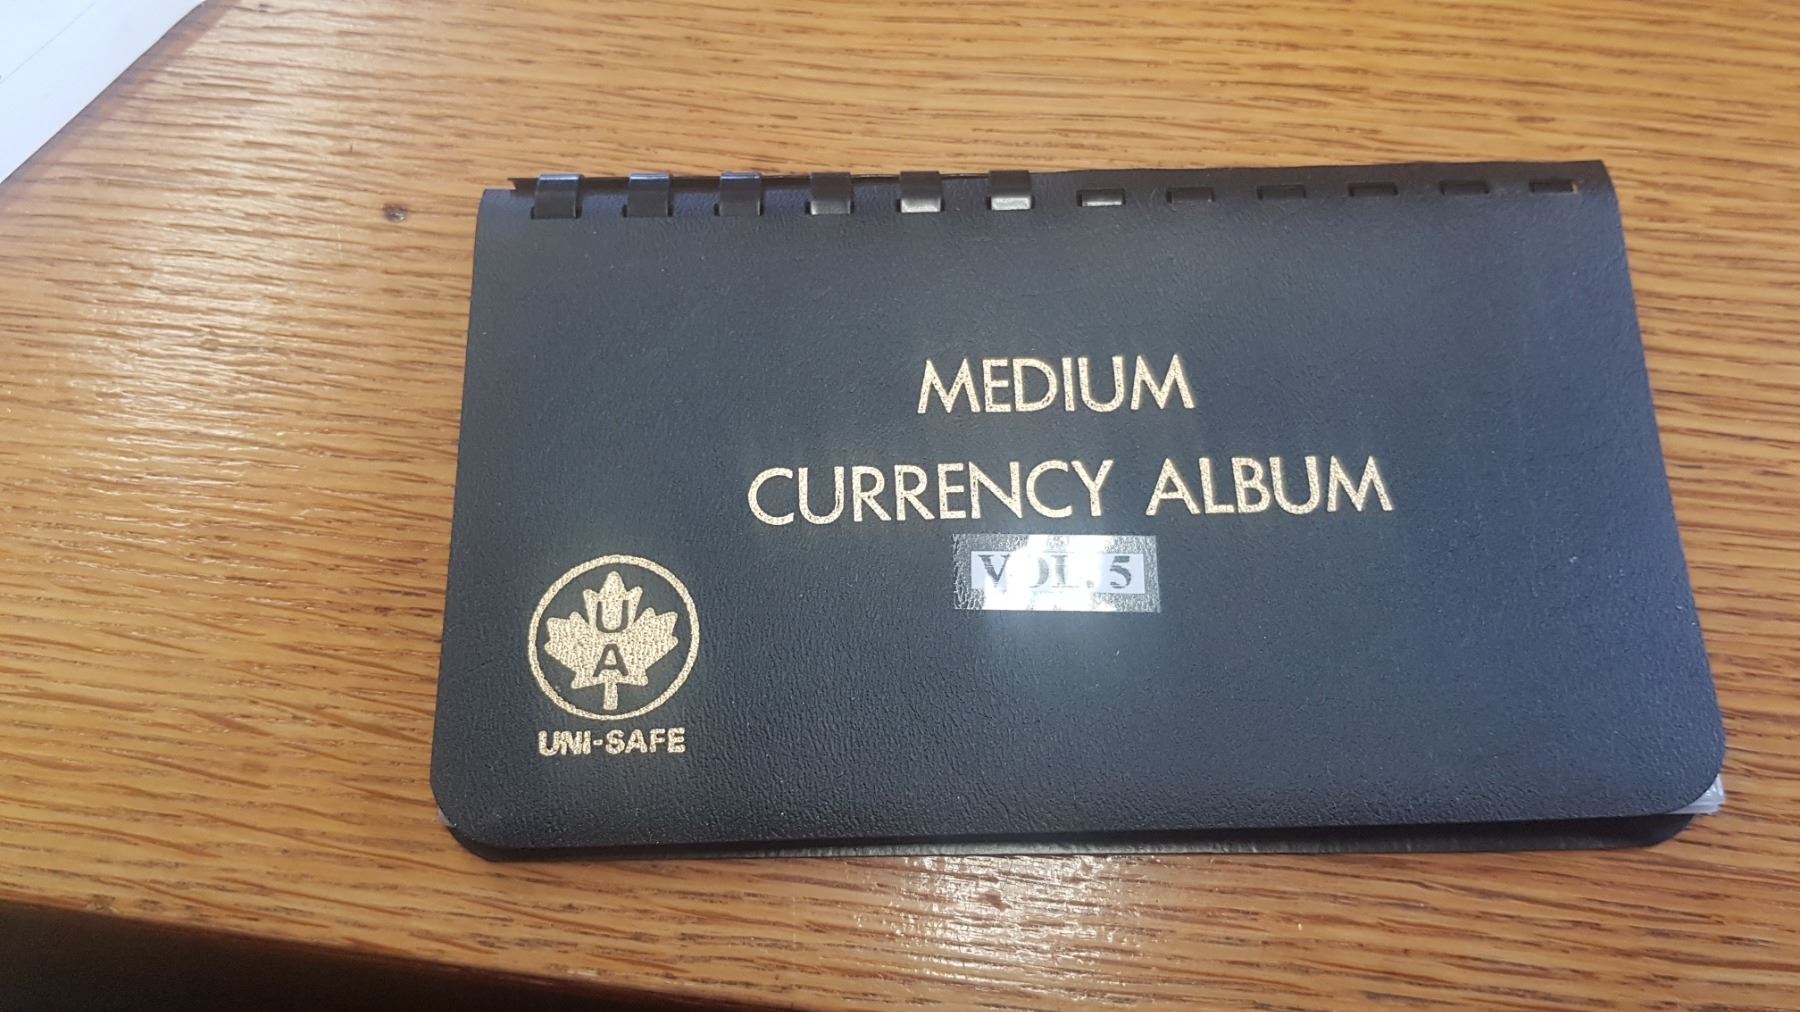 MEDIUM
CURRENCY ALBUM
VOL. 5
U
A
UNI-SAFE